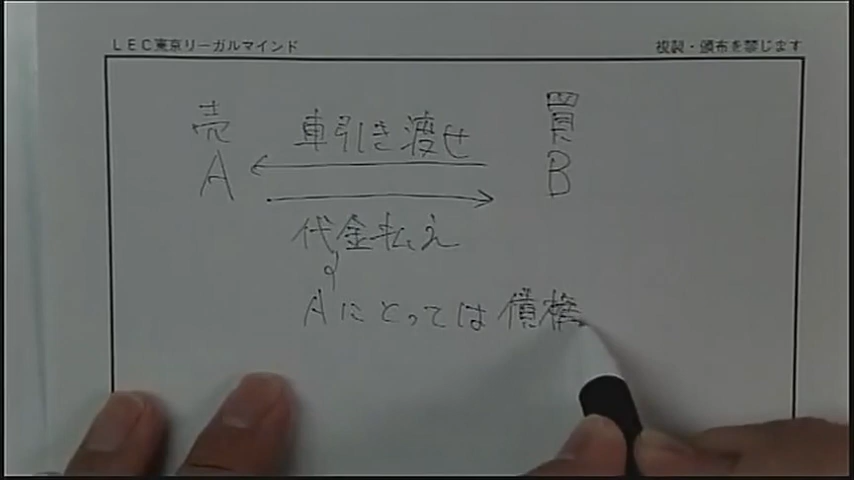 LEC東京リーガルマインド 複製・頒布を禁じます
売 買
車引き渡せ
A B
代金払え
Aにとっては債権